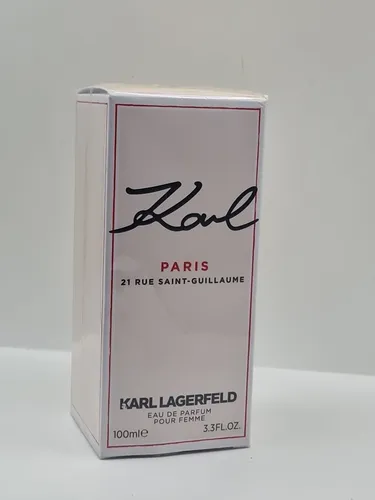 Karl
PARIS
21 RUE SAINT-GUILLAUME
KARL LAGERFELD
EAU DE PARFUM
POUR FEMME
100ml℮ 3.3FL.OZ.